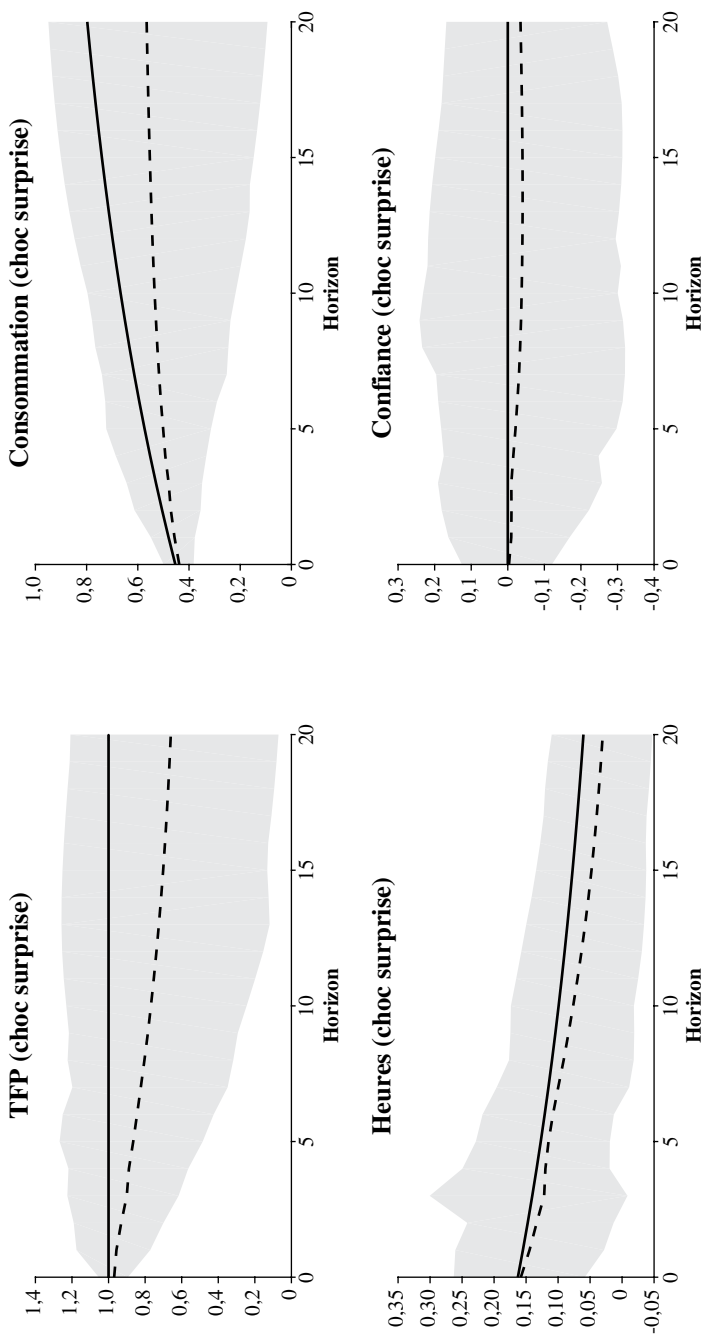 TFP (choc surprise)
1,4
1,2
1,0
0,8
0,6
0,4
0,2
0
0 5 10 15 20
Horizon
Consommation (choc surprise)
1,0
0,8
0,6
0,4
0,2
0
0 5 10 15 20
Horizon
Heures (choc surprise)
0,35
0,30
0,25
0,20
0,15
0,10
0,05
0
-0,05
0 5 10 15 20
Horizon
Confiance (choc surprise)
0,3
0,2
0,1
0
-0,1
-0,2
-0,3
-0,4
0 5 10 15 20
Horizon